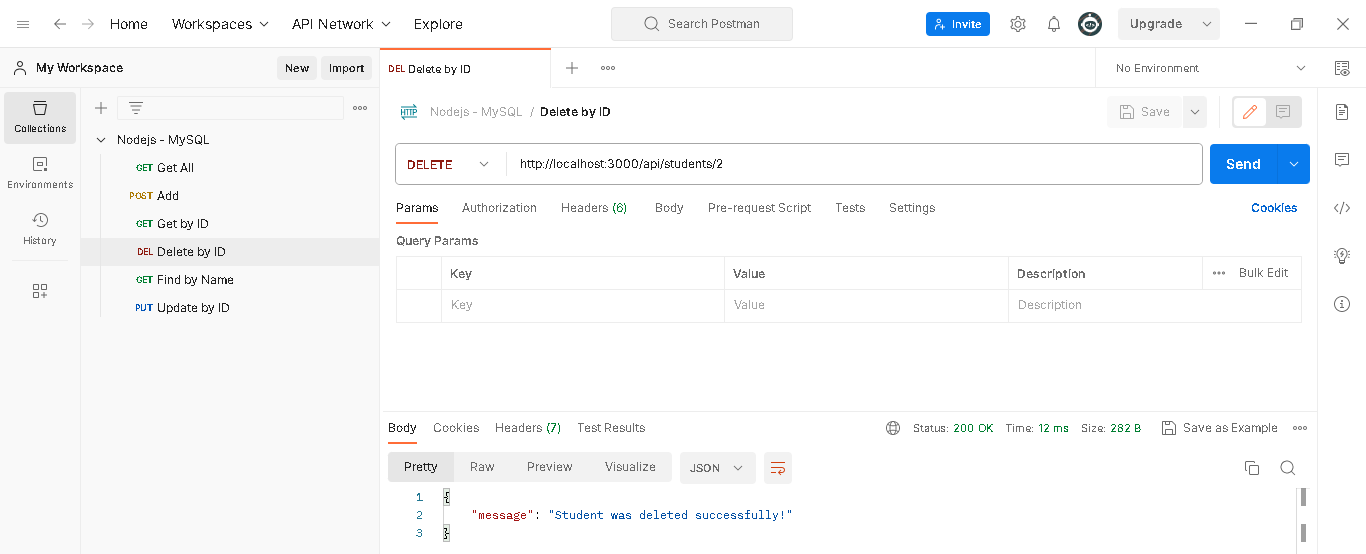 Home Workspaces API Network Explore Search Postman Invite Upgrade
My Workspace New Import DEL Delete by ID No Environment
Collections
Environments
History
Nodejs - MySQL
GET Get All
POST Add
GET Get by ID
DEL Delete by ID
GET Find by Name
PUT Update by ID
HTTP Nodejs - MySQL / Delete by ID Save
DELETE http://localhost:3000/api/students/2 Send
Params Authorization Headers (6) Body Pre-request Script Tests Settings Cookies
Query Params
Key Value Description Bulk Edit
Key Value Description
Body Cookies Headers (7) Test Results Status: 200 OK Time: 12 ms Size: 282 B Save as Example
Pretty Raw Preview Visualize JSON
1 {
2 "message": "Student was deleted successfully!"
3 }